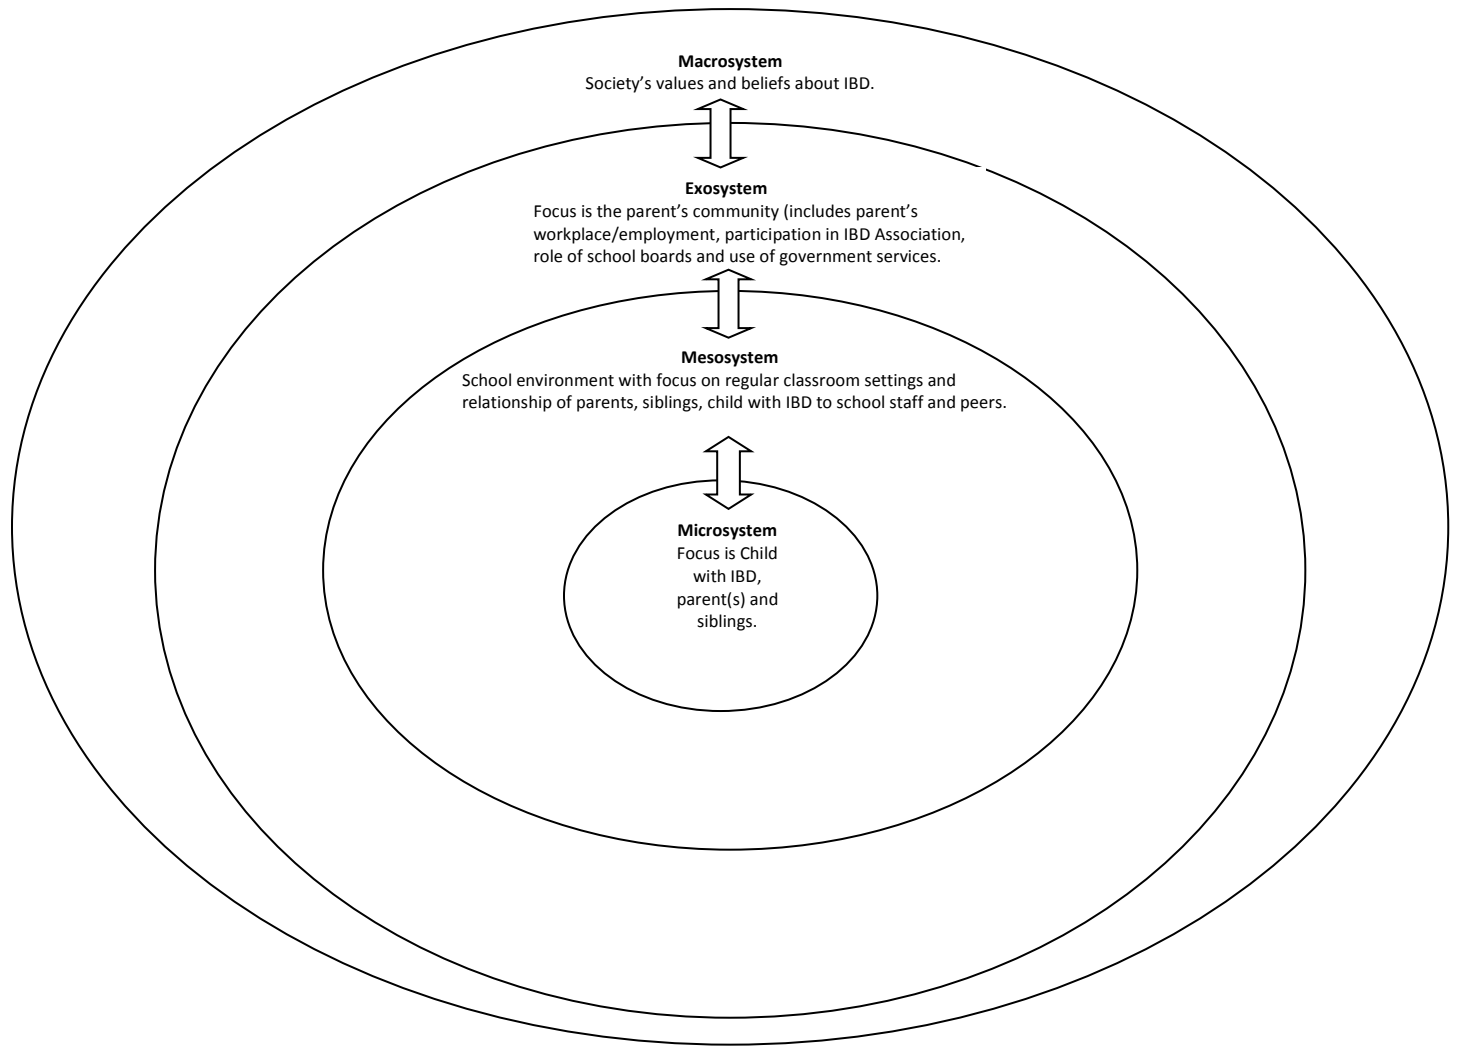 Macrosystem
Society’s values and beliefs about IBD.
Exosystem
Focus is the parent’s community (includes parent’s
workplace/employment, participation in IBD Association,
role of school boards and use of government services.
Mesosystem
School environment with focus on regular classroom settings and
relationship of parents, siblings, child with IBD to school staff and peers.
Microsystem
Focus is Child
with IBD,
parent(s) and
siblings.